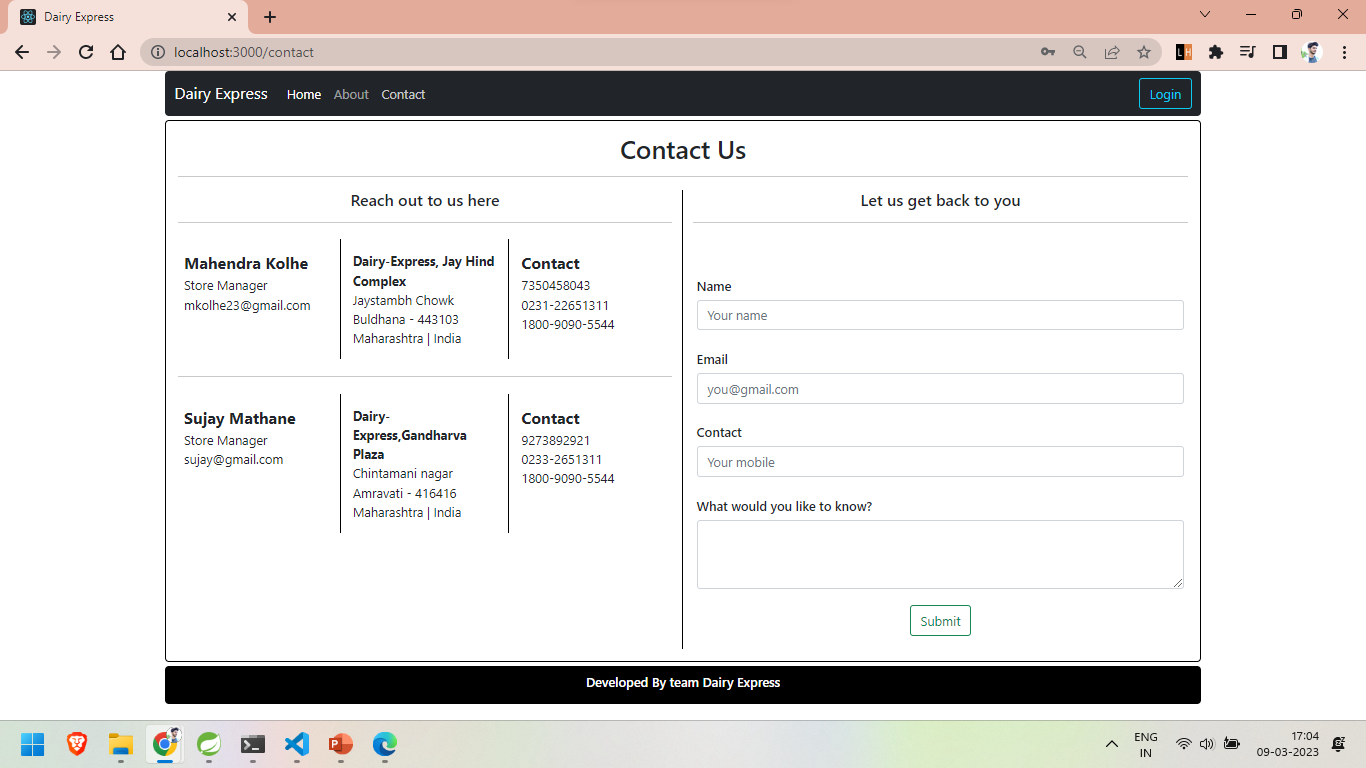 Dairy Express
localhost:3000/contact
LH
Dairy Express Home About Contact Login
Contact Us
Reach out to us here
Mahendra Kolhe
Store Manager
mkolhe23@gmail.com
Dairy-Express, Jay Hind
Complex
Jaystambh Chowk
Buldhana - 443103
Maharashtra | India
Contact
7350458043
0231-22651311
1800-9090-5544
Sujay Mathane
Store Manager
sujay@gmail.com
Dairy-
Express,Gandharva
Plaza
Chintamani nagar
Amravati - 416416
Maharashtra | India
Contact
9273892921
0233-2651311
1800-9090-5544
Let us get back to you
Name
Your name
Email
you@gmail.com
Contact
Your mobile
What would you like to know?
Submit
Developed By team Dairy Express
ENG
IN
17:04
09-03-2023